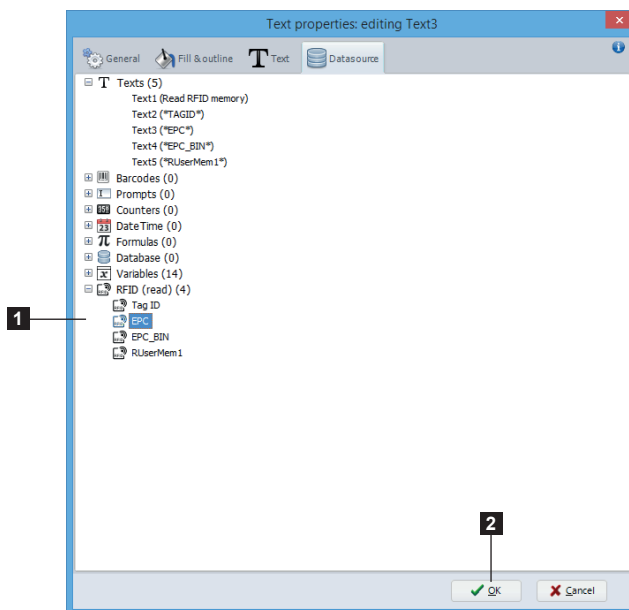 Text properties: editing Text3
General Fill & outline Text Datasource
Texts (5)
Text1 (Read RFID memory)
Text2 (*TAGID*)
Text3 (*EPC*)
Text4 (*EPC_BIN*)
Text5 (*RUserMem1*)
Barcodes (0)
Prompts (0)
Counters (0)
DateTime (0)
Formulas (0)
Database (0)
Variables (14)
RFID (read) (4)
Tag ID
1
EPC
EPC_BIN
RUserMem1
2
OK Cancel